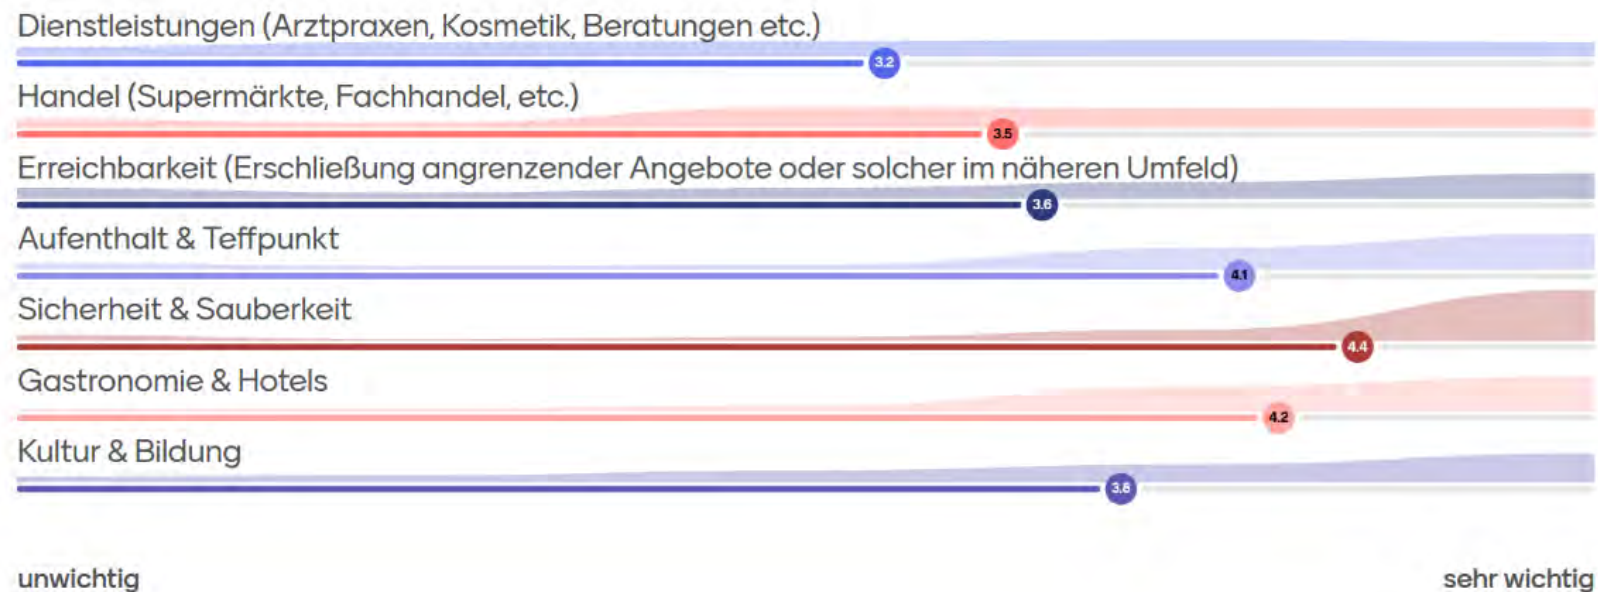 Dienstleistungen (Arztpraxen, Kosmetik, Beratungen etc.)
3.2
Handel (Supermärkte, Fachhandel, etc.)
3.5
Erreichbarkeit (Erschließung angrenzender Angebote oder solcher im näheren Umfeld)
3.6
Aufenthalt & Teffpunkt
4.1
Sicherheit & Sauberkeit
4.4
Gastronomie & Hotels
4.2
Kultur & Bildung
3.8
unwichtig sehr wichtig